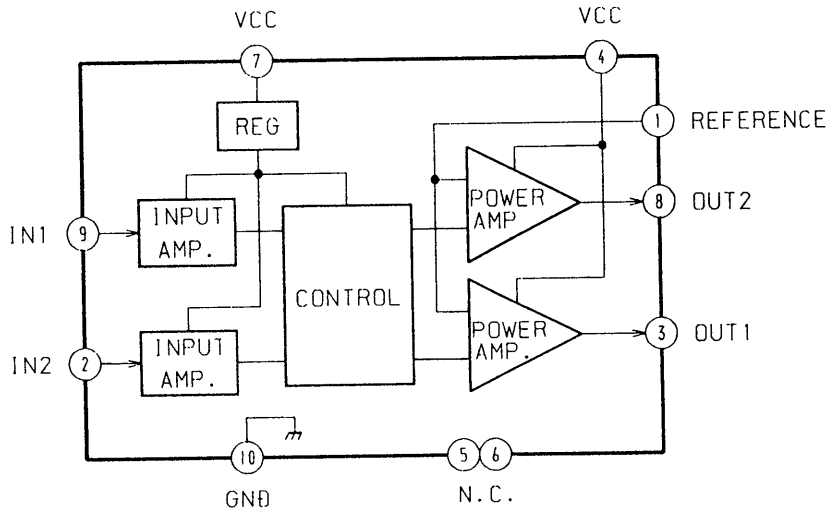 VCC
VCC
7
4
REG
1
REFERENCE
INPUT
AMP.
POWER
AMP
8
OUT2
IN1
9
CONTROL
INPUT
AMP.
POWER
AMP.
3
OUT1
IN2
2
10
GND
5
6
N.C.